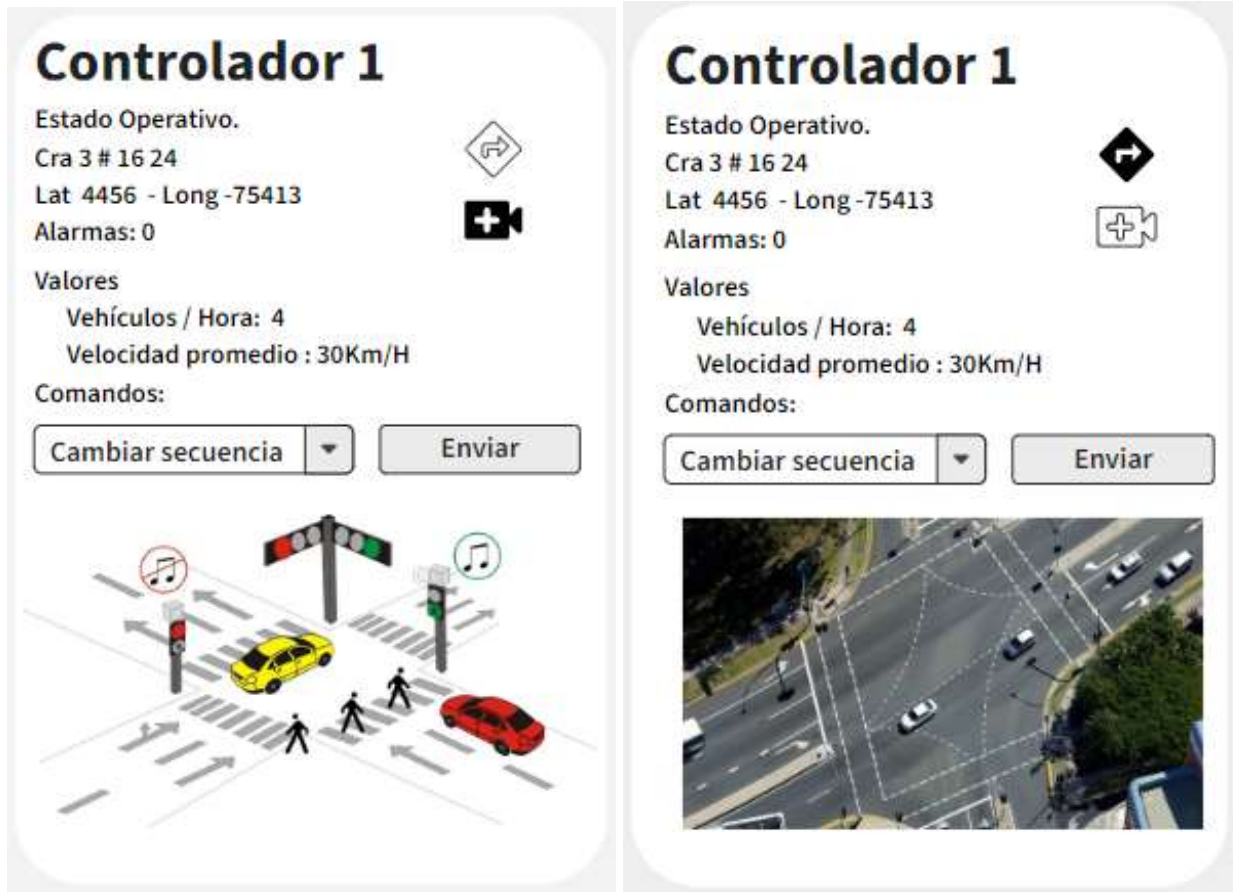 Controlador 1
Estado Operativo.
Cra 3 # 16 24
Lat 4456 - Long -75413
Alarmas: 0
Valores
Vehículos / Hora: 4
Velocidad promedio : 30Km/H
Comandos:
Cambiar secuencia
Enviar
Controlador 1
Estado Operativo.
Cra 3 # 16 24
Lat 4456 - Long -75413
Alarmas: 0
Valores
Vehículos / Hora: 4
Velocidad promedio : 30Km/H
Comandos:
Cambiar secuencia
Enviar